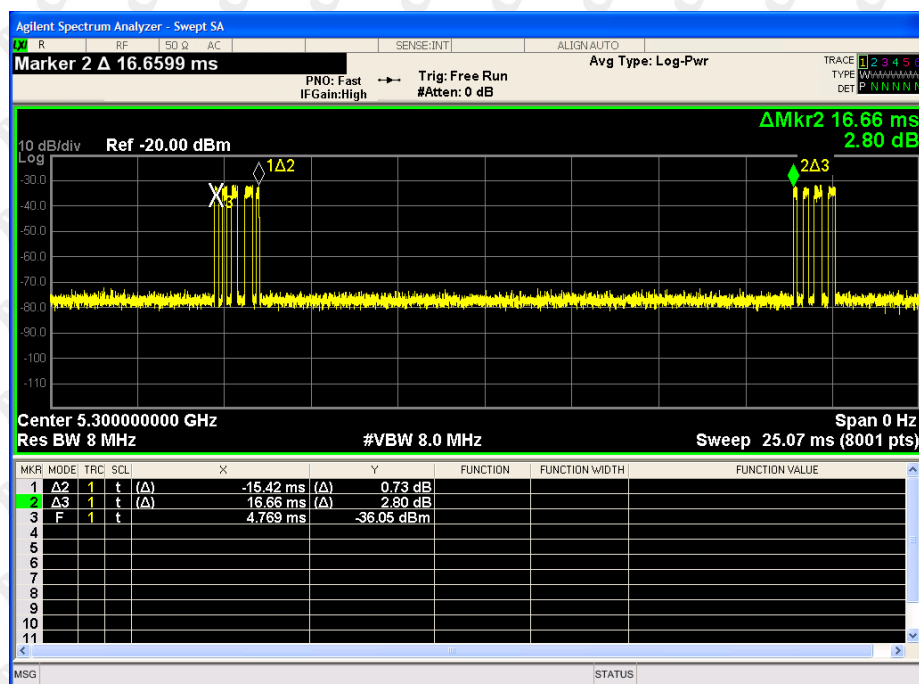 Agilent Spectrum Analyzer - Swept SA
LXI R RF 50 Ω AC SENSE:INT ALIGN AUTO
Marker 2 Δ 16.6599 ms
PNO: Fast
IFGain:High
Trig: Free Run
#Atten: 0 dB
Avg Type: Log-Pwr
TRACE 1 2 3 4 5 6
TYPE WWWWWW
DET P N N N N N
ΔMkr2 16.66 ms
2.80 dB
10 dB/div Ref -20.00 dBm
Log
1Δ2
2Δ3
X3
-30.0
-40.0
-50.0
-60.0
-70.0
-80.0
-90.0
-100
-110
Center 5.300000000 GHz Span 0 Hz
Res BW 8 MHz #VBW 8.0 MHz Sweep 25.07 ms (8001 pts)
MKR MODE TRC SCL X Y FUNCTION FUNCTION WIDTH FUNCTION VALUE
1 Δ2 1 t (Δ) -15.42 ms (Δ) 0.73 dB
2 Δ3 1 t (Δ) 16.66 ms (Δ) 2.80 dB
3 F 1 t 4.769 ms -36.05 dBm
4
5
6
7
8
9
10
11
MSG STATUS